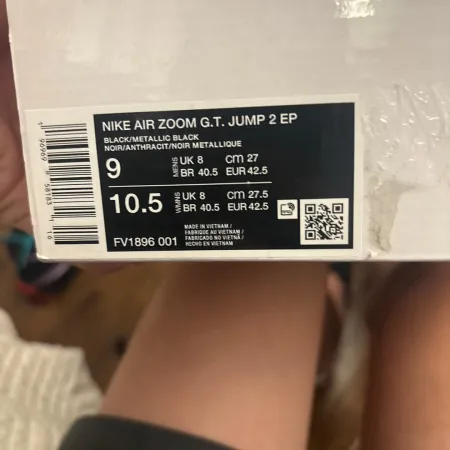 NIKE AIR ZOOM G.T. JUMP 2 EP
BLACK/METALLIC BLACK
NOIR/ANTHRACIT/NOIR METALLIQUE
9 MENS UK 8 cm 27
BR 40.5 EUR 42.5
10.5 WMNS UK 8 cm 27.5
BR 40.5 EUR 42.5
FV1896 001
MADE IN VIETNAM /
FABRIQUE AU VIETNAM /
FABRICADO NO VIETNÃ /
HECHO EN VIETNAM